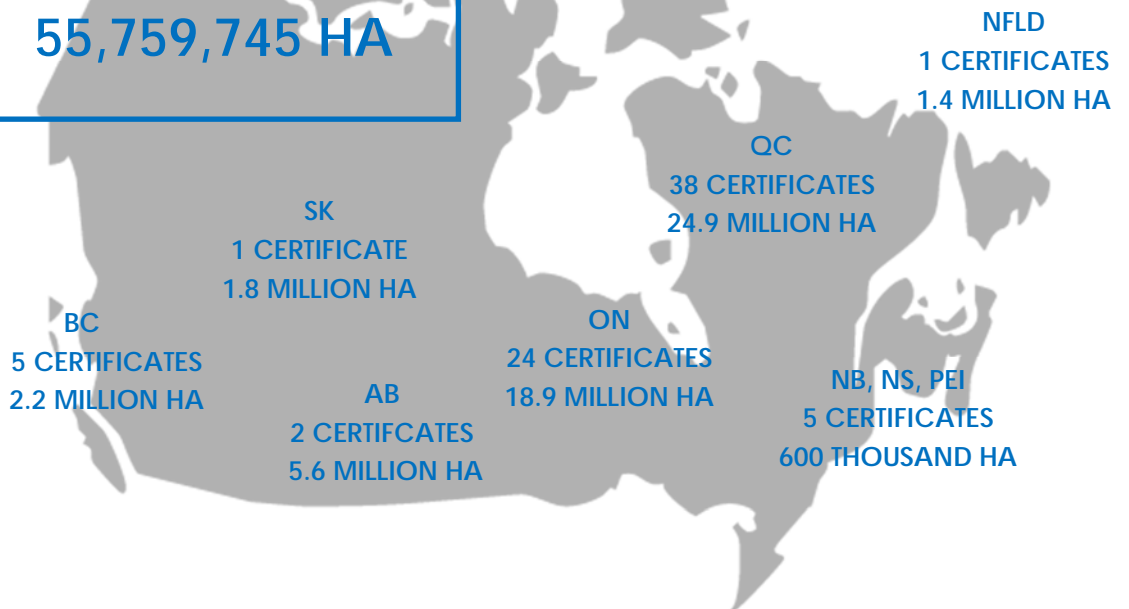 55,759,745 HA
NFLD
1 CERTIFICATES
1.4 MILLION HA
QC
38 CERTIFICATES
24.9 MILLION HA
SK
1 CERTIFICATE
1.8 MILLION HA
BC
5 CERTIFICATES
2.2 MILLION HA
ON
24 CERTIFICATES
18.9 MILLION HA
AB
2 CERTIFCATES
5.6 MILLION HA
NB, NS, PEI
5 CERTIFICATES
600 THOUSAND HA